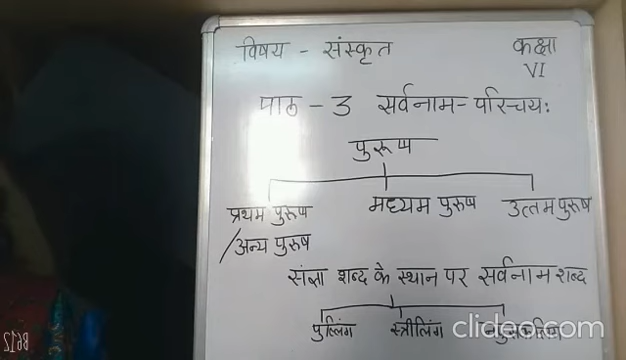 विषय - संस्कृत कक्षा
VI
पाठ - 3 सर्वनाम - परिचय:
पुरूष
प्रथम पुरूष मध्यम पुरूष उत्तम पुरूष
/अन्य पुरूष
संज्ञा शब्द के स्थान पर सर्वनाम शब्द
पुल्लिंग स्त्रीलिंग
clideo.com
B612